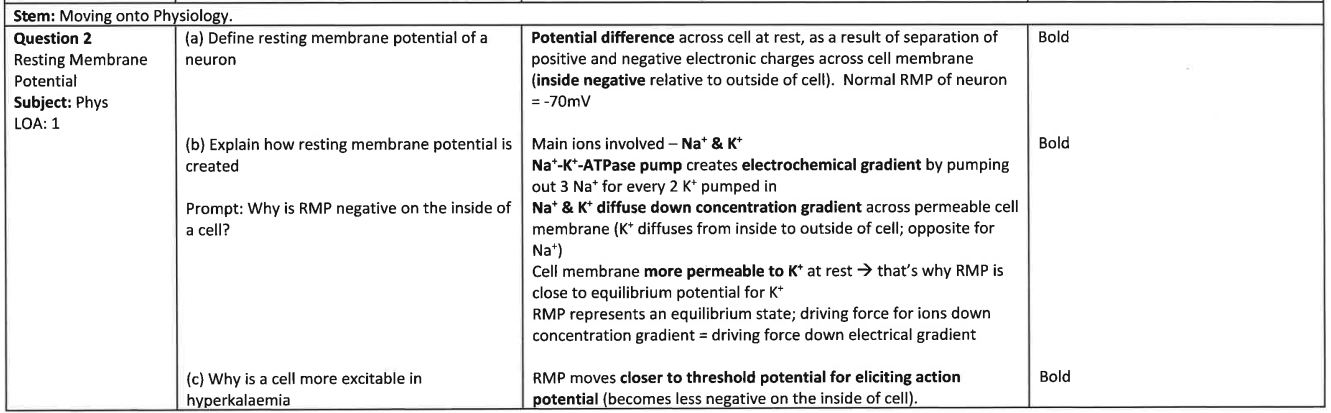 Stem: Moving onto Physiology.
Question 2
Resting Membrane
Potential
Subject: Phys
LOA: 1
(a) Define resting membrane potential of a
neuron
Potential difference across cell at rest, as a result of separation of
positive and negative electronic charges across cell membrane
(inside negative relative to outside of cell).  Normal RMP of neuron
= -70mV
Bold
(b) Explain how resting membrane potential is
created
Prompt: Why is RMP negative on the inside of
a cell?
Main ions involved – Na⁺ & K⁺
Na⁺-K⁺-ATPase pump creates electrochemical gradient by pumping
out 3 Na⁺ for every 2 K⁺ pumped in
Na⁺ & K⁺ diffuse down concentration gradient across permeable cell
membrane (K⁺ diffuses from inside to outside of cell; opposite for
Na⁺)
Cell membrane more permeable to K⁺ at rest → that's why RMP is
close to equilibrium potential for K⁺
RMP represents an equilibrium state; driving force for ions down
concentration gradient = driving force down electrical gradient
Bold
(c) Why is a cell more excitable in
hyperkalaemia
RMP moves closer to threshold potential for eliciting action
potential (becomes less negative on the inside of cell).
Bold